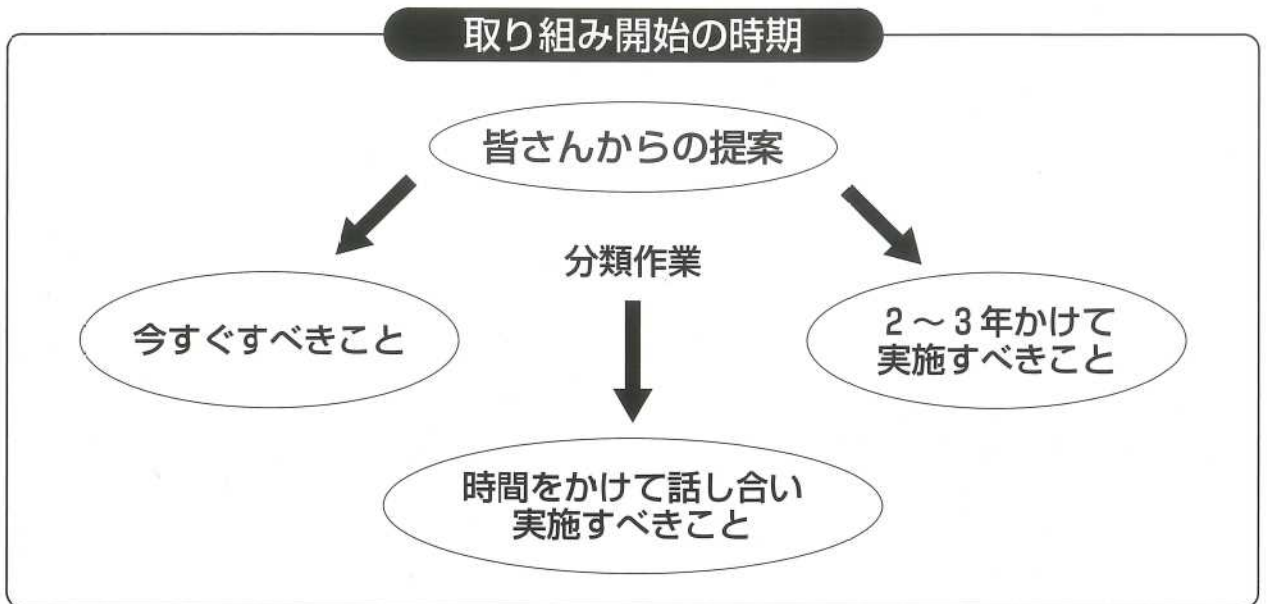 取り組み開始の時期
皆さんからの提案
分類作業
今すぐすべきこと
2～3年かけて
実施すべきこと
時間をかけて話し合い
実施すべきこと